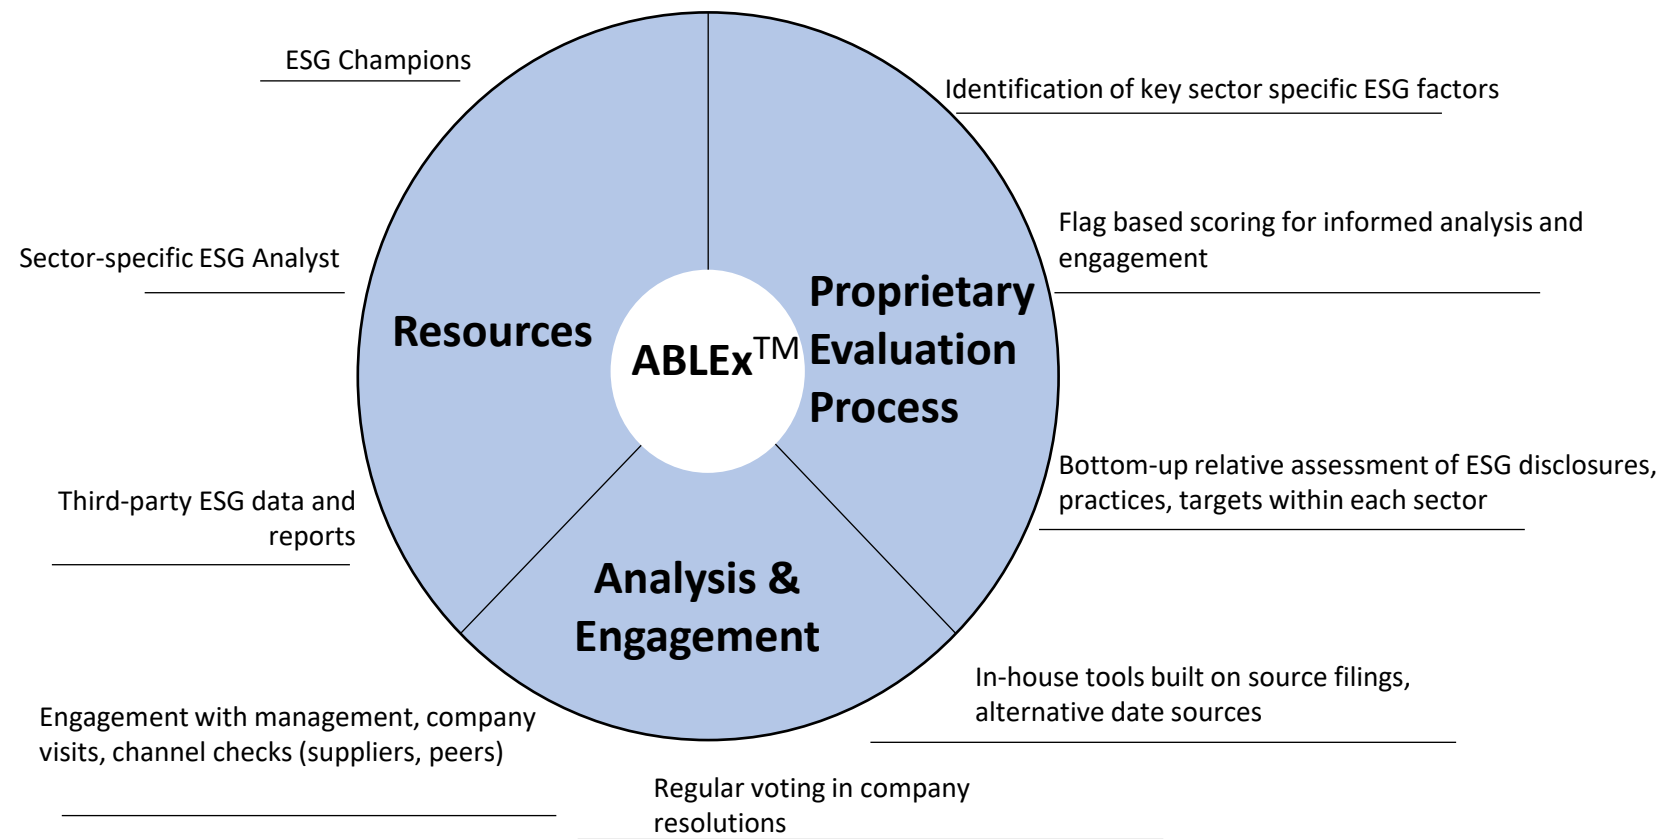 ESG Champions
Identification of key sector specific ESG factors
Flag based scoring for informed analysis and
engagement
Sector-specific ESG Analyst
Resources
ABLEx™
Proprietary
Evaluation
Process
Bottom-up relative assessment of ESG disclosures,
practices, targets within each sector
Third-party ESG data and
reports
Analysis &
Engagement
In-house tools built on source filings,
alternative date sources
Engagement with management, company
visits, channel checks (suppliers, peers)
Regular voting in company
resolutions